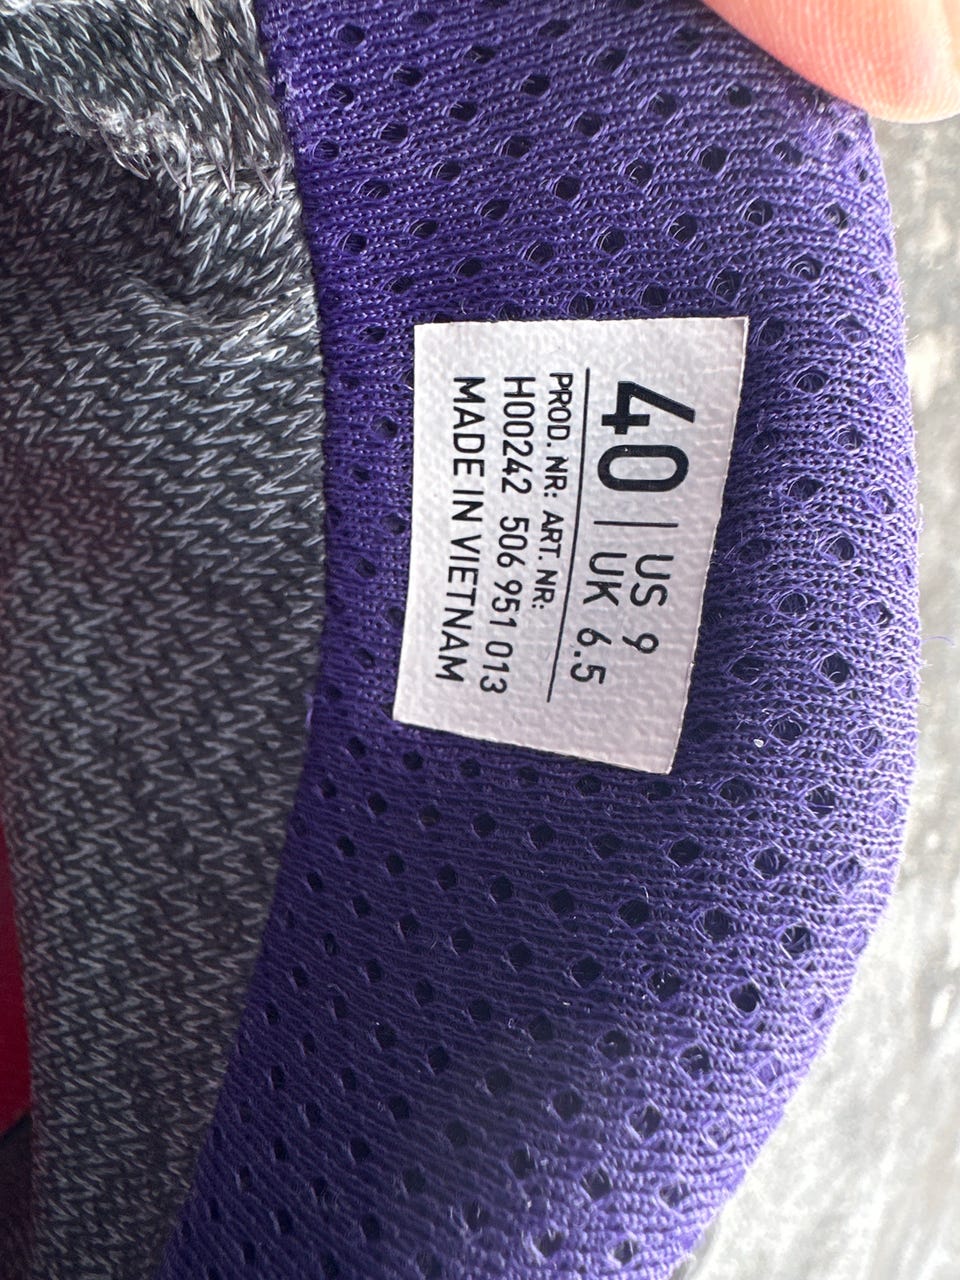 40 | US 9
UK 6.5
PROD. NR: ART. NR:
H00242 506 951 013
MADE IN VIETNAM